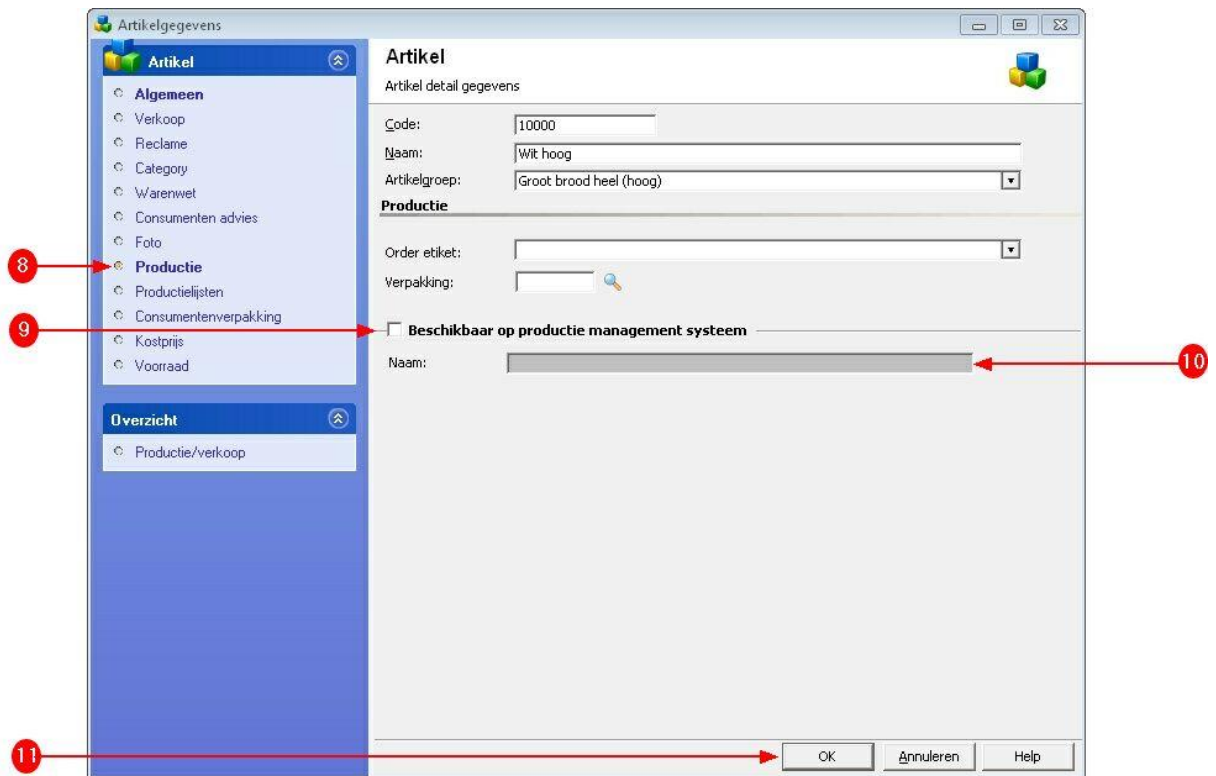 Artikelgegevens
Artikel
Algemeen
Verkoop
Reclame
Category
Warenwet
Consumenten advies
Foto
8
Productie
Productielijsten
Consumentenverpakking
9
Kostprijs
Voorraad
Overzicht
Productie/verkoop
Artikel
Artikel detail gegevens
Code: 10000
Naam: Wit hoog
Artikelgroep: Groot brood heel (hoog)
Productie
Order etiket:
Verpakking:
Beschikbaar op productie management systeem
Naam:
10
11
OK Annuleren Help